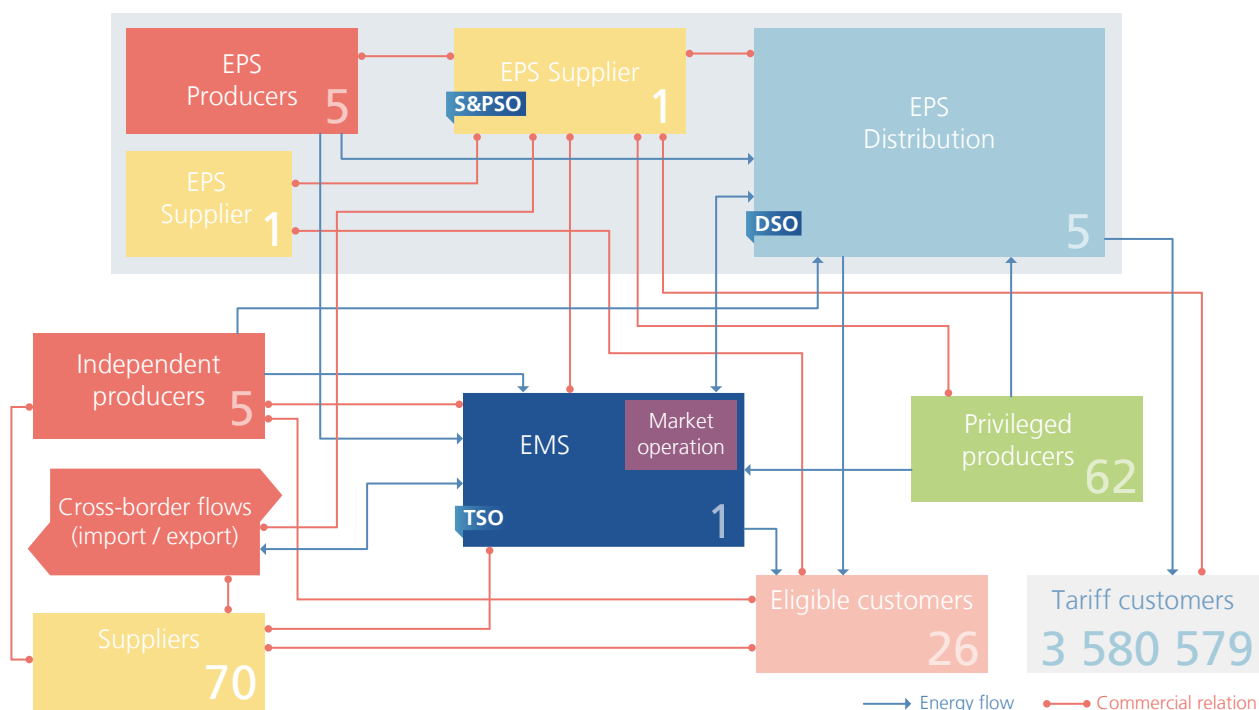 EPS
Producers
5
EPS Supplier
S&PSO
1
EPS
Distribution
DSO
5
EPS
Supplier
1
Independent
producers
5
EMS
Market
operation
TSO
1
Privileged
producers
62
Cross-border flows
(import / export)
Suppliers
70
Eligible customers
26
Tariff customers
3 580 579
Energy flow
Commercial relation